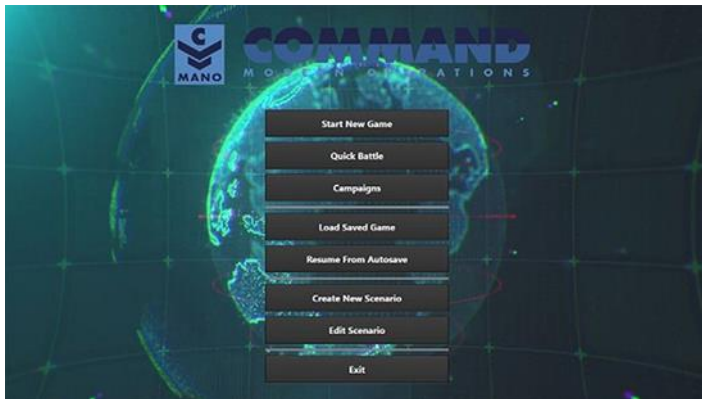 C
MANO
COMMAND
MODERN OPERATIONS
Start New Game
Quick Battle
Campaigns
Load Saved Game
Resume From Autosave
Create New Scenario
Edit Scenario
Exit